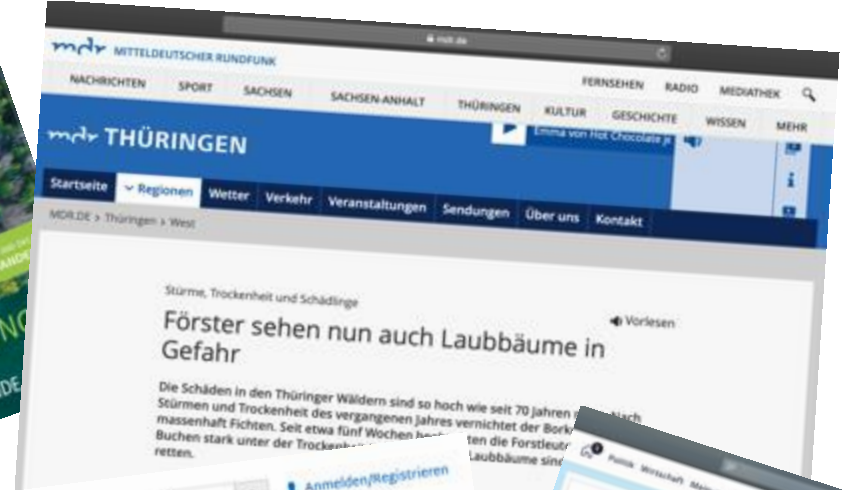 mdr MITTELDEUTSCHER RUNDFUNK
FERNSEHEN RADIO MEDIATHEK
NACHRICHTEN SPORT SACHSEN SACHSEN-ANHALT THÜRINGEN KULTUR GESCHICHTE WISSEN MEHR
mdr THÜRINGEN
Emma von Hot Chocolate
Startseite Regionen Wetter Verkehr Veranstaltungen Sendungen Über uns Kontakt
MDR.DE > Thüringen > West
Stürme, Trockenheit und Schädlinge
Vorlesen
Förster sehen nun auch Laubbäume in
Gefahr
Die Schäden in den Thüringer Wäldern sind so hoch wie seit 70 Jahren Nach
Stürmen und Trockenheit des vergangenen Jahres vernichtet der
massenhaft Fichten. Seit etwa fünf Wochen die
Buchen stark unter der Laubbäume
retten.
Anmelden/Registrieren
Politik Wirtschaft